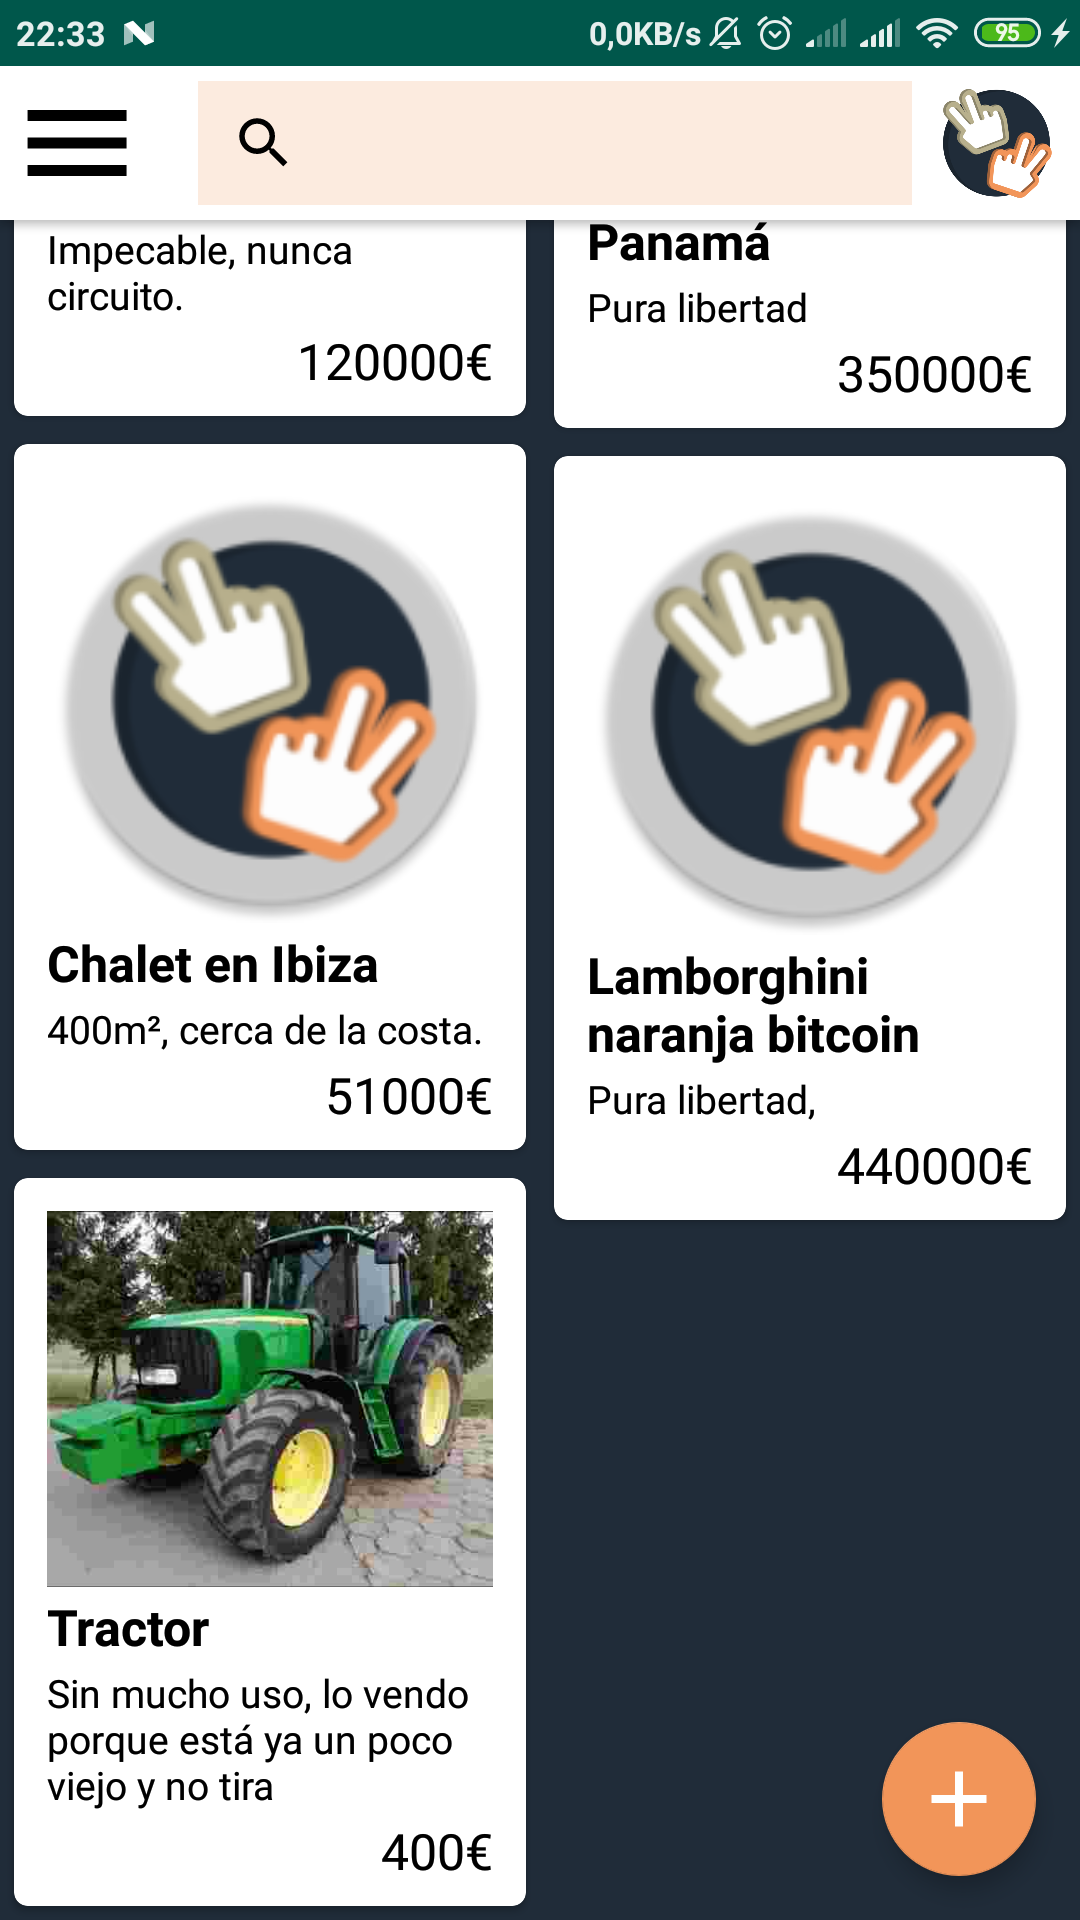 22:33
0,0KB/s
95
Impecable, nunca
circuito.
120000€
Panamá
Pura libertad
350000€
Chalet en Ibiza
400m², cerca de la costa.
51000€
Lamborghini
naranja bitcoin
Pura libertad,
440000€
Tractor
Sin mucho uso, lo vendo
porque está ya un poco
viejo y no tira
400€